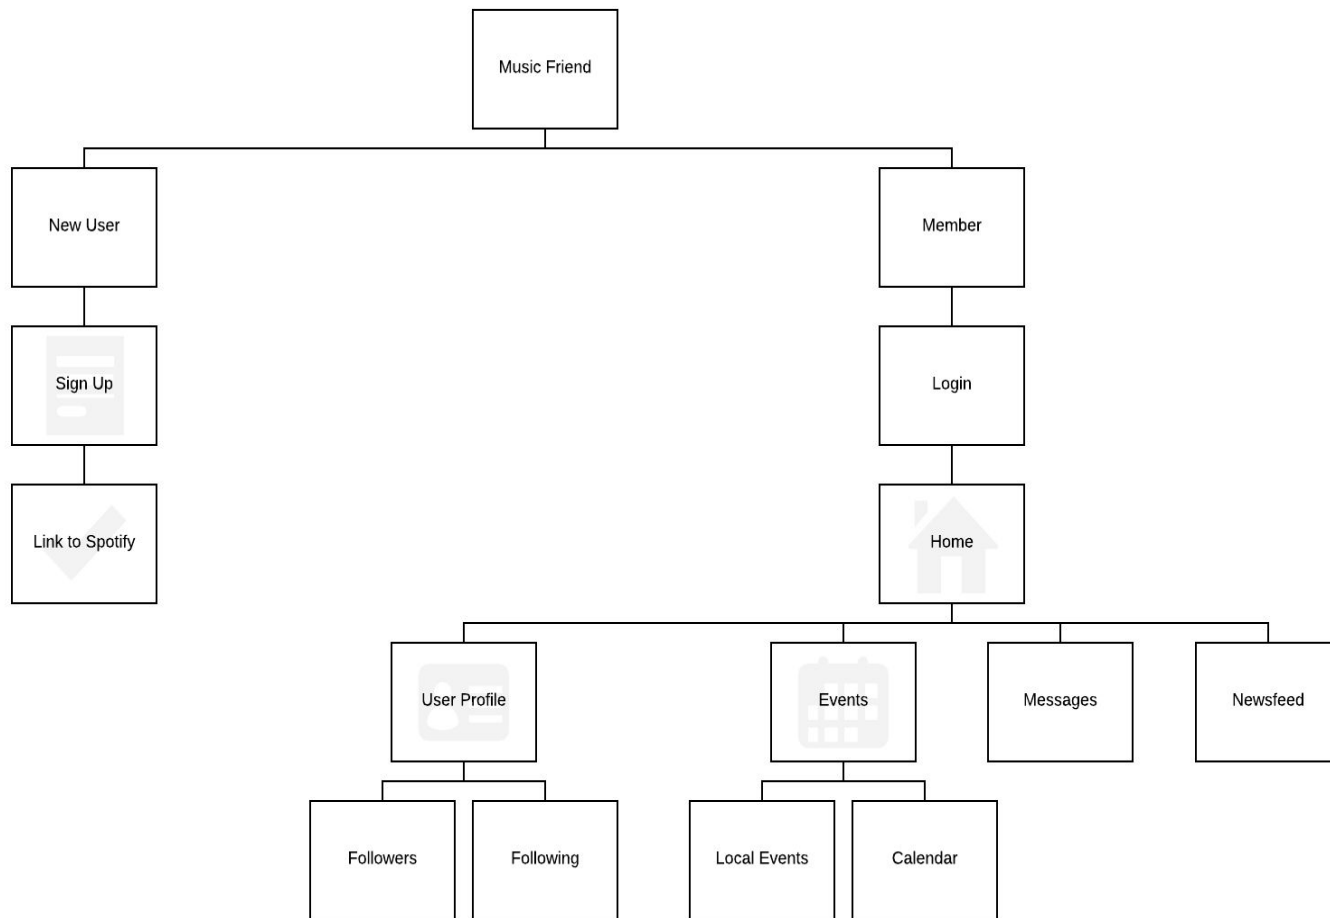 Music Friend
New User
Member
Sign Up
Login
Link to Spotify
Home
User Profile
Events
Messages
Newsfeed
Followers
Following
Local Events
Calendar